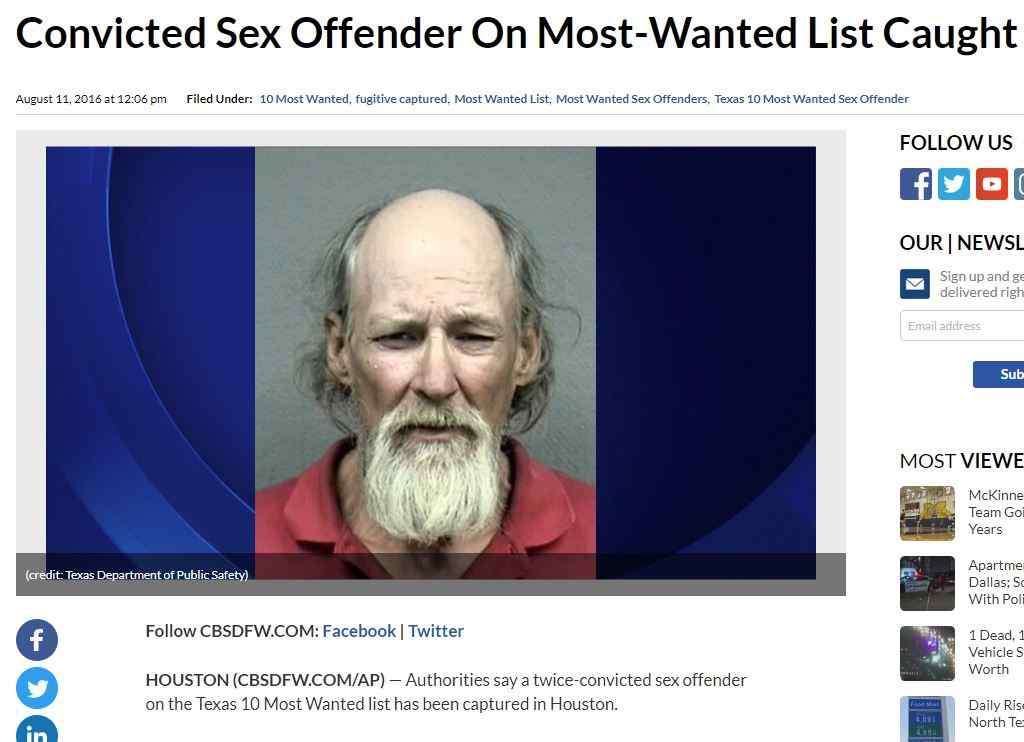 Convicted Sex Offender On Most-Wanted List Caught
August 11, 2016 at 12:06 pm Filed Under: 10 Most Wanted, fugitive captured, Most Wanted List, Most Wanted Sex Offenders, Texas 10 Most Wanted Sex Offender
(credit: Texas Department of Public Safety)
Follow CBSDFW.COM: Facebook | Twitter
HOUSTON (CBSDFW.COM/AP) — Authorities say a twice-convicted sex offender
on the Texas 10 Most Wanted list has been captured in Houston.
FOLLOW US
OUR | NEWSL
Sign up and ge
delivered righ
Email address
Sub
MOST VIEWE
McKinne
Team Goi
Years
Apartme
Dallas; Sc
With Poli
1 Dead, 1
Vehicle S
Worth
Daily Rise
North Te